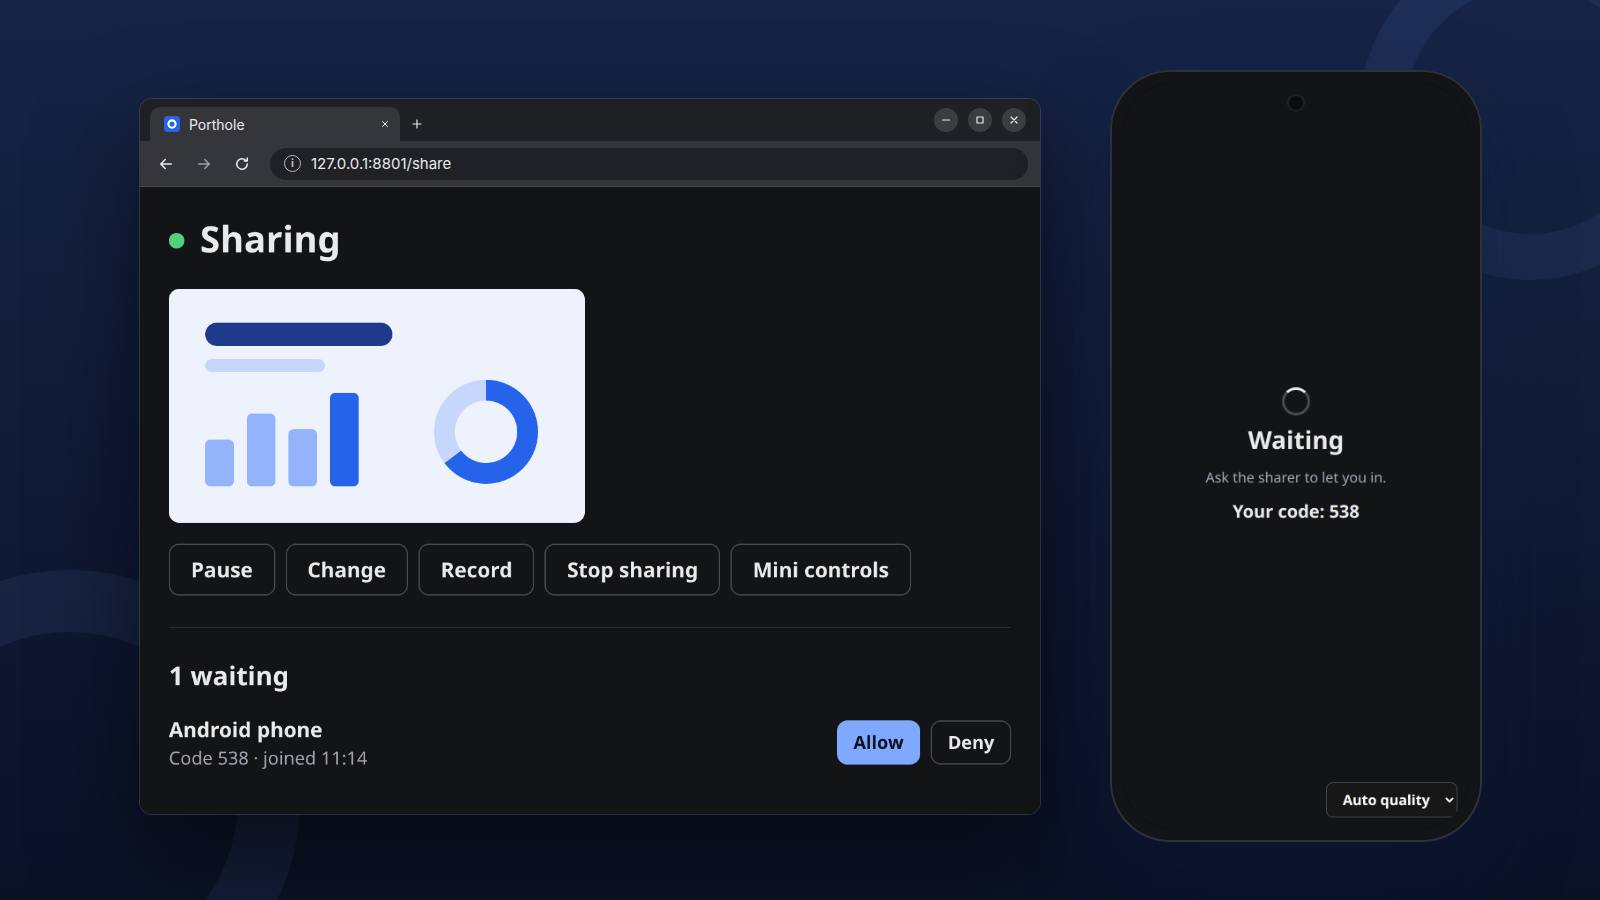 Porthole
127.0.0.1:8801/share
Sharing
Pause
Change
Record
Stop sharing
Mini controls
1 waiting
Android phone
Code 538 · joined 11:14
Allow
Deny
Waiting
Ask the sharer to let you in.
Your code: 538
Auto quality